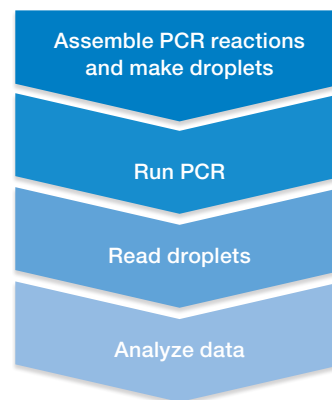 Assemble PCR reactions
and make droplets
Run PCR
Read droplets
Analyze data